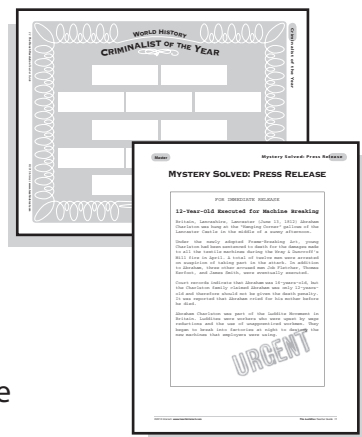 WORLD HISTORY
CRIMINALIST OF THE YEAR
Criminalist of the Year
Master
Mystery Solved: Press Release
MYSTERY SOLVED: PRESS RELEASE
FOR IMMEDIATE RELEASE
12-Year-Old Executed for Machine Breaking
Britain, Lancashire, Lancaster (June 13, 1812) Abraham
Charlston was hung at the "Hanging Corner" gallows of the
Lancaster Castle in the middle of a sunny afternoon.
Under the newly adopted Frame-Breaking Act, young
Charlston had been sentenced to death for the damages made
to all the textile machines during the Wray & Duncroff's
Mill fire in April. A total of twelve men were arrested
on suspicion of taking part in the attack. In addition
to Abraham, three other accused men Job Fletcher, Thomas
Kerfoot, and James Smith, were eventually executed.
Court records indicate that Abraham was 16-years-old, but
the Charlston family claimed Abraham was only 12-years-
old and therefore should not be given the death penalty.
It was reported that Abraham cried for his mother before
he died.
Abraham Charlston was part of the Luddite Movement in
Britain. Luddites were workers who were upset by wage
reductions and the use of unapprenticed workmen. They
began to break into factories at night to destroy the
new machines that employers were using.
URGENT
e